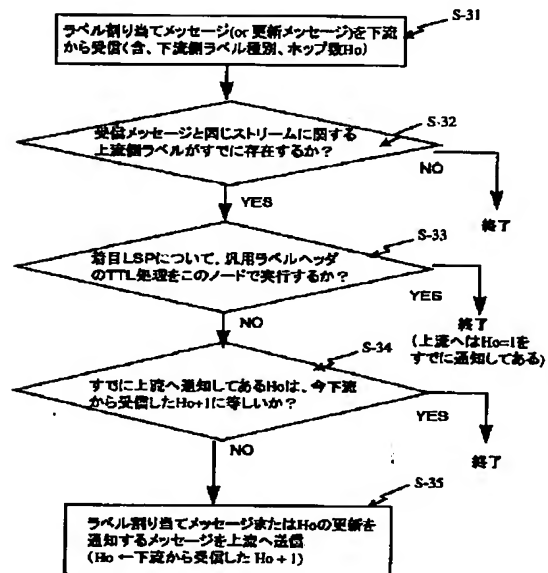 S-31
ラベル割り当てメッセージ(or 更新メッセージ)を下流
から受信(含、下流側ラベル種別、ホップ数Ho)
S-32
受信メッセージと同じストリームに関する
上流側ラベルがすでに存在するか？
NO
終了
YES
S-33
着目LSPについて、汎用ラベルヘッダ
のTTL処理をこのノードで実行するか？
YES
終了
(上流へはHo=1を
すでに通知してある)
NO
S-34
すでに上流へ通知してあるHoは、今下流
から受信したHo+1に等しいか？
YES
終了
NO
S-35
ラベル割り当てメッセージまたはHoの更新を
通知するメッセージを上流へ送信
(Ho ←下流から受信した Ho + 1)